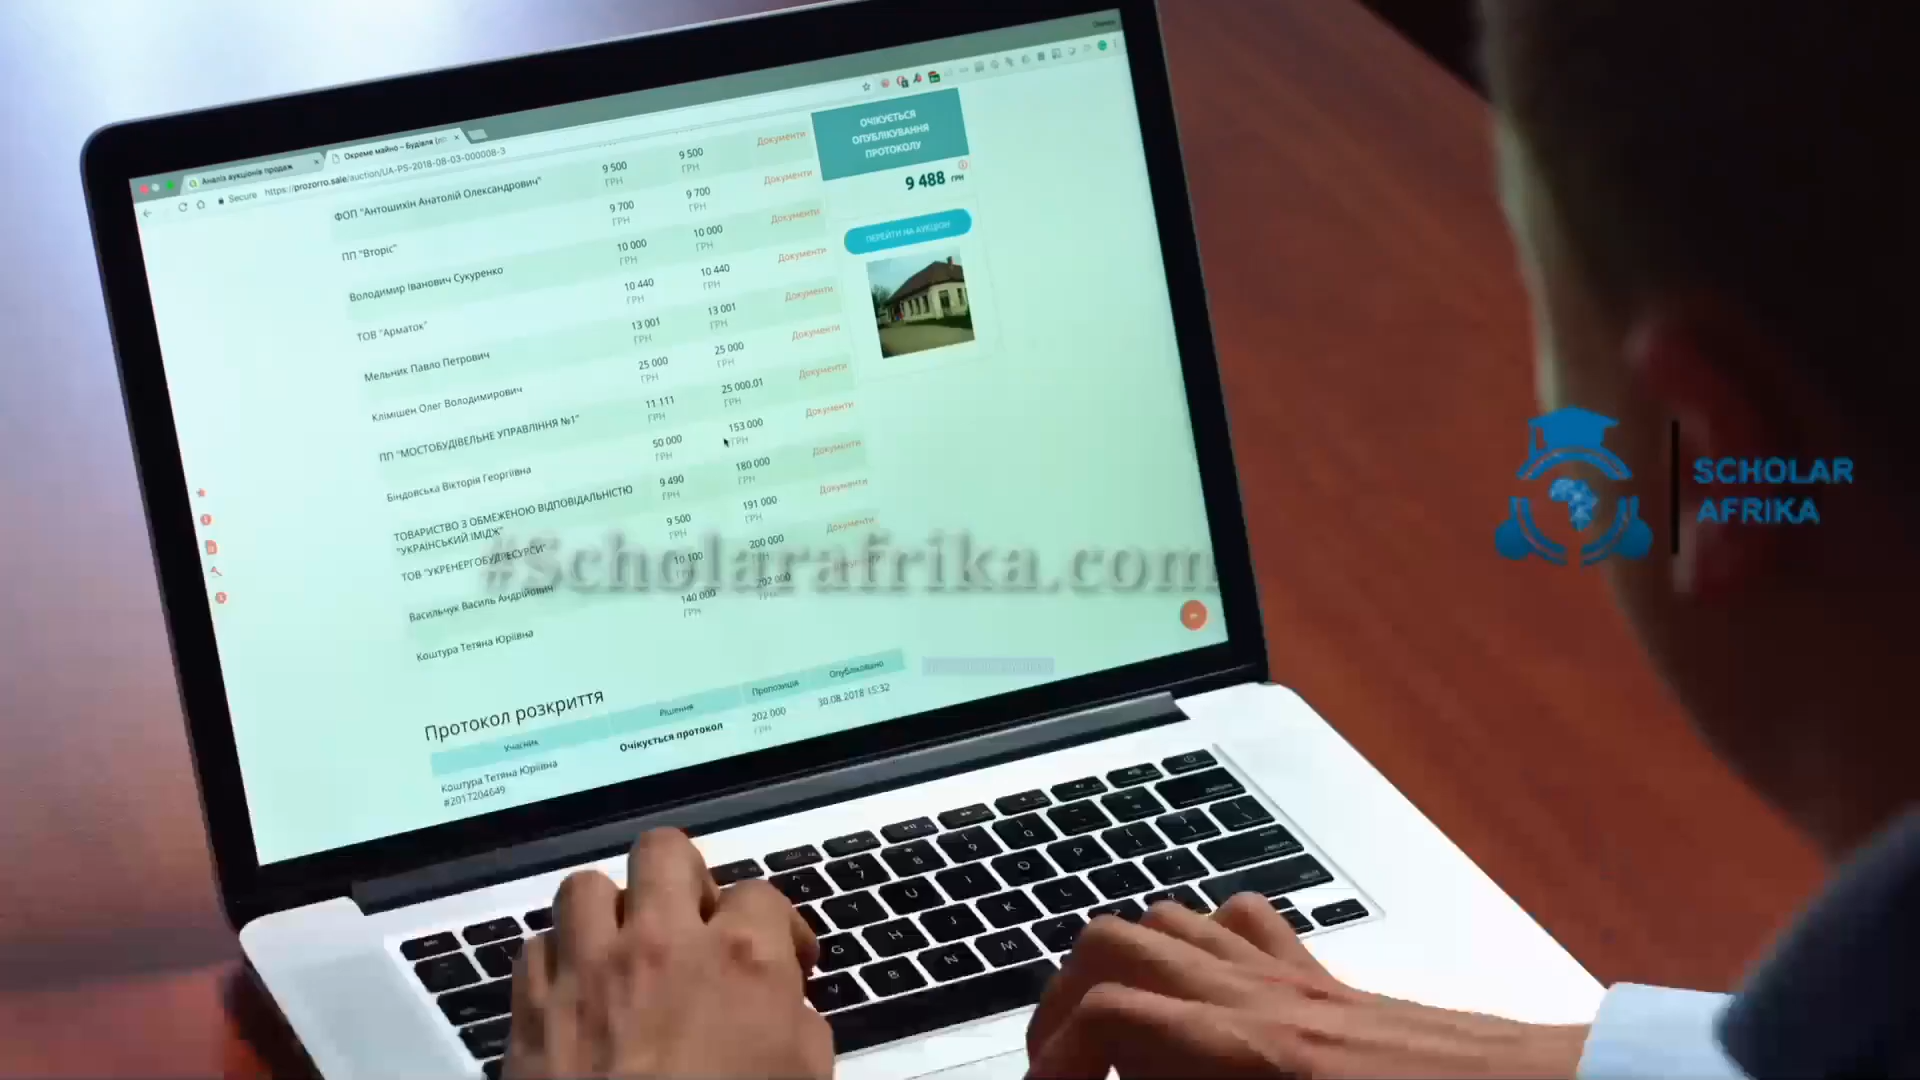 Аналіз аукціонів продаж
Окреме майно – Будівля (
Secure
https://prozorro.sale/auction/UA-PS-2018-08-03-000008-3
9 500 9 500 Документи
ГРН ГРН
ФОП "Антошихін Анатолій Олександрович"
9 700 9 700 Документи
ГРН ГРН
ПП "Вторіс"
10 000 10 000 Документи
ГРН ГРН
Володимир Іванович Сукуренко
10 440 10 440 Документи
ГРН ГРН
ТОВ "Арматок"
13 001 13 001 Документи
ГРН ГРН
Мельник Павло Петрович
25 000 25 000 Документи
ГРН ГРН
Клімішен Олег Володимирович
11 111 25 000.01 Документи
ГРН
ПП "МОСТОБУДІВЕЛЬНЕ УПРАВЛІННЯ №1"
50 000 153 000 Документи
ГРН ГРН
Біндовська Вікторія Георгіївна
9 490 180 000 Документи
ГРН ГРН
ТОВАРИСТВО З ОБМЕЖЕНОЮ ВІДПОВІДАЛЬНІСТЮ
"УКРАЇНСЬКИЙ ІМІДЖ"
9 500 191 000 Документи
ГРН ГРН
ТОВ "УКРЕНЕРГОБУДРЕСУРСИ"
10 100 200 000 Документи
Васильчук Василь Андрійович
140 000 202 000
ГРН ГРН
Коштура Тетяна Юріївна
Протокол розкриття
Учасник Рішення Пропозиція Опубліковано
Коштура Тетяна Юріївна Очікується протокол 202 000 30.08.2018 15:32
#2017204649 ГРН
ОЧІКУЄТЬСЯ
ОПУБЛІКУВАННЯ
ПРОТОКОЛУ
9 488 ГРН
ПЕРЕЙТИ НА АУКЦІОН
#Scholarafrika.com
SCHOLAR
AFRIKA